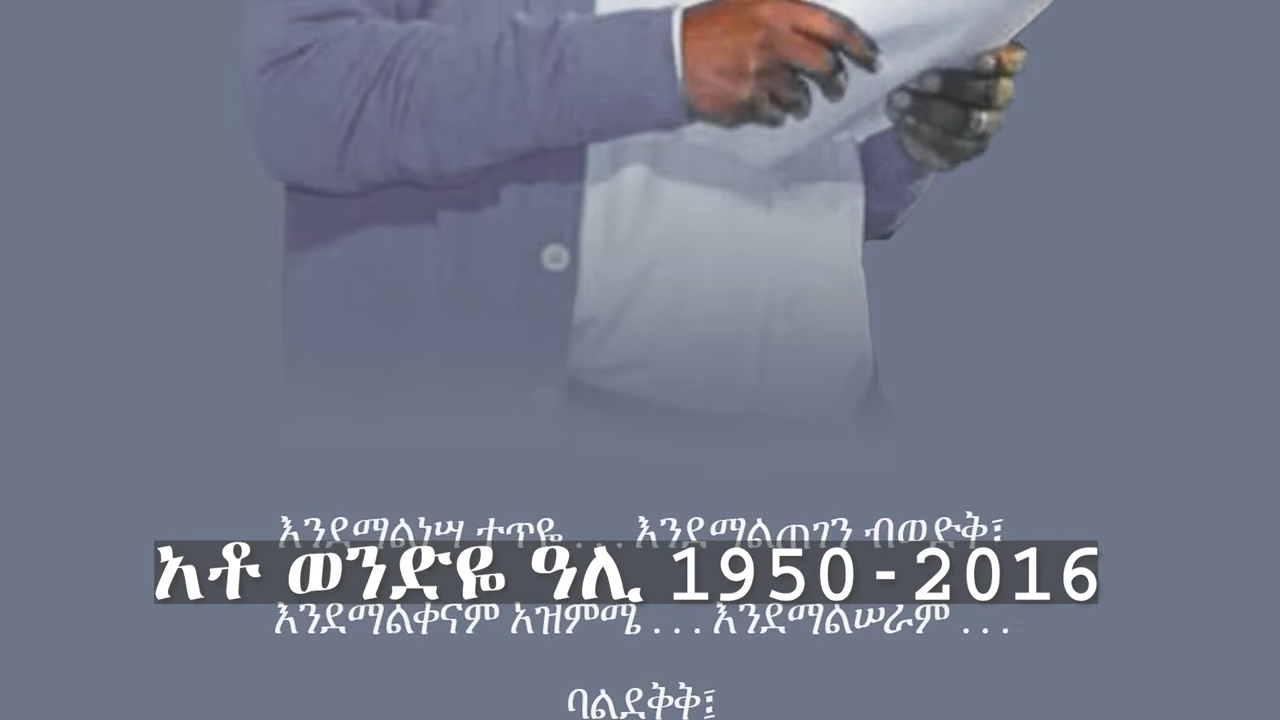 እንደማልነሣ ተጥዬ . . . እንደማልጠገን ብወድቅ፤
አቶ ወንድዬ ዓሊ 1950-2016
እንደማልቀናም አዝምሜ . . . እንደማልሠራም . . .
ባልደቅቅ፤